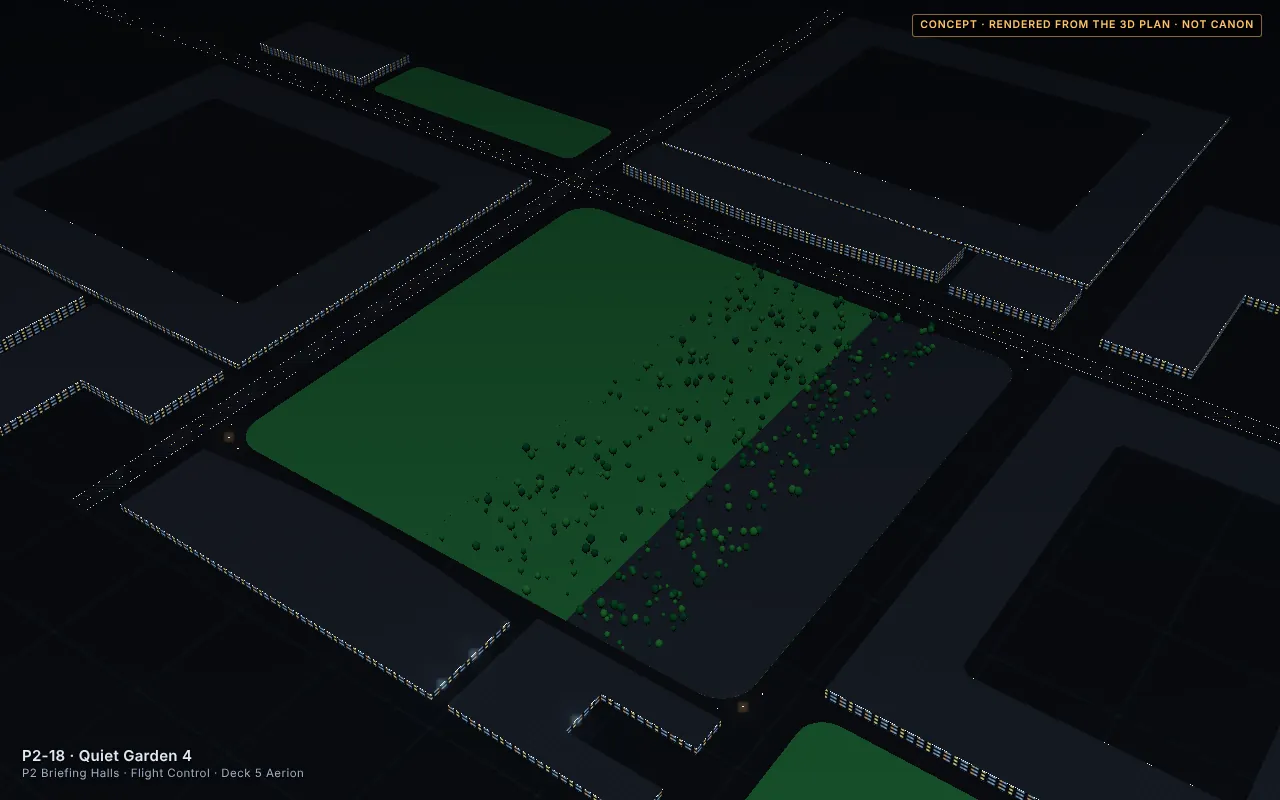 CONCEPT · RENDERED FROM THE 3D PLAN · NOT CANON
P2-18 · Quiet Garden 4
P2 Briefing Halls · Flight Control · Deck 5 Aerion